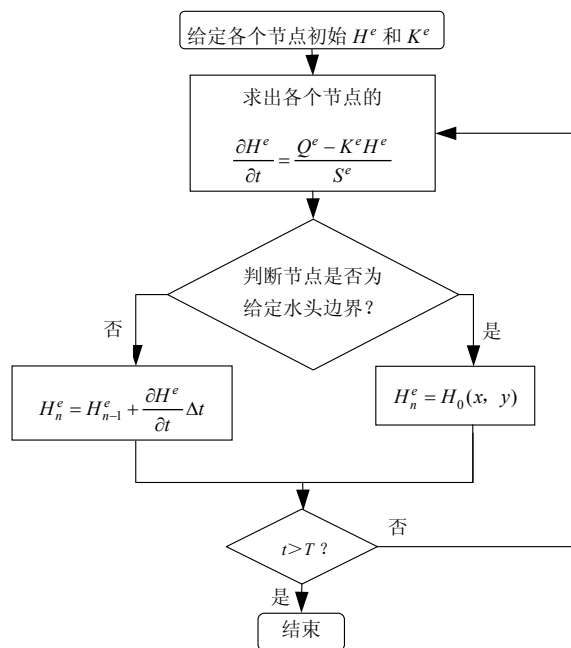 给定各个节点初始 H^e 和 K^e
求出各个节点的
∂H^e/∂t = (Q^e − K^e H^e)/S^e
判断节点是否为
给定水头边界？
否
是
H_n^e = H_{n−1}^e + ∂H^e/∂t Δt
H_n^e = H_0(x，y)
t>T？
否
是
结束